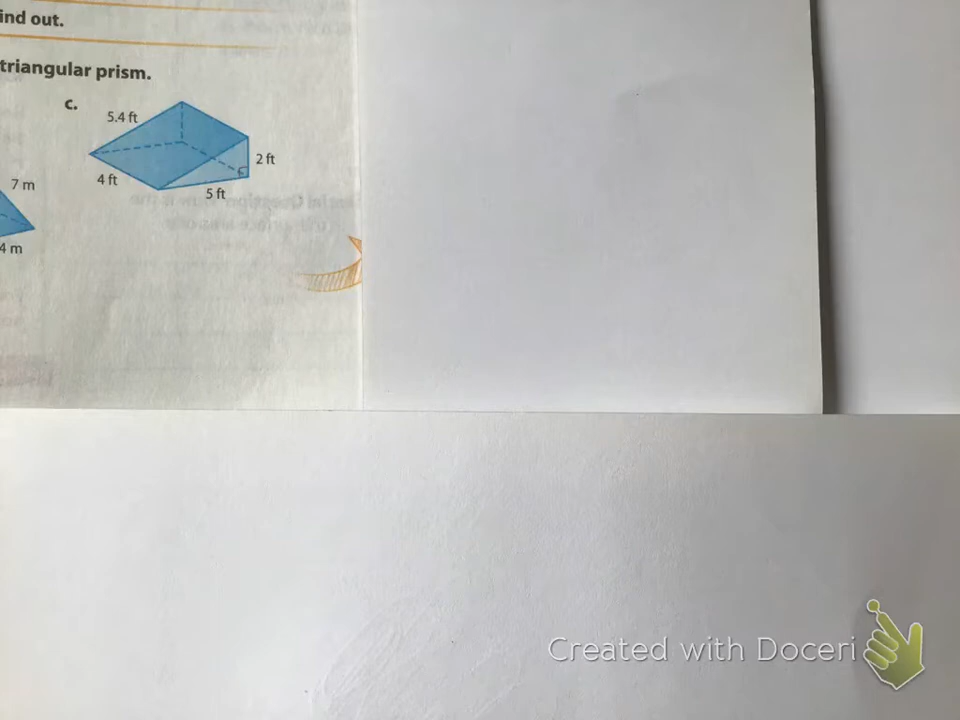 ind out.
triangular prism.
c.
5.4 ft
2 ft
4 ft
5 ft
7 m
4 m
Created with Doceri